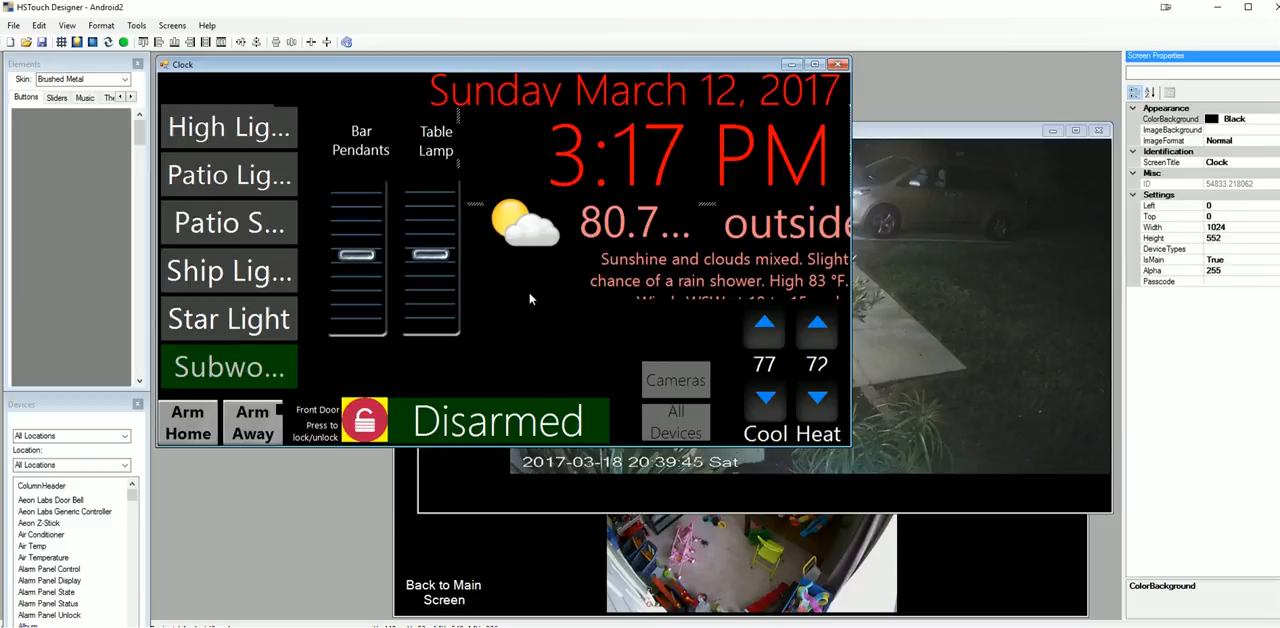 HSTouch Designer - Android2
File Edit View Format Tools Screens Help
Elements
Skin: Brushed Metal
Buttons Sliders Music
Devices
All Locations
Location:
All Locations
ColumnHeader
Aeon Labs Door Bell
Aeon Labs Generic Controller
Aeon Z-Stick
Air Conditioner
Air Temp
Air Temperature
Alarm Panel Control
Alarm Panel Display
Alarm Panel State
Alarm Panel Status
Alarm Panel Unlock
Clock
Sunday March 12, 2017
3:17 PM
High Lig...
Patio Lig...
Patio S...
Ship Lig...
Star Light
Subwo...
Bar
Pendants
Table
Lamp
80.7... outside
Sunshine and clouds mixed. Slight
chance of a rain shower. High 83 °F.
77 72
Cool Heat
Cameras
All
Devices
Arm
Home
Arm
Away
Front Door
Press to
lock/unlock
Disarmed
2017-03-18 20:39:45 Sat
Back to Main
Screen
Screen Properties
Appearance
ColorBackground Black
ImageBackground
ImageFormat Normal
Identification
ScreenTitle Clock
Misc
ID 54833.218062
Settings
Left 0
Top 0
Width 1024
Height 552
DeviceTypes
IsMain True
Alpha 255
Passcode
ColorBackground